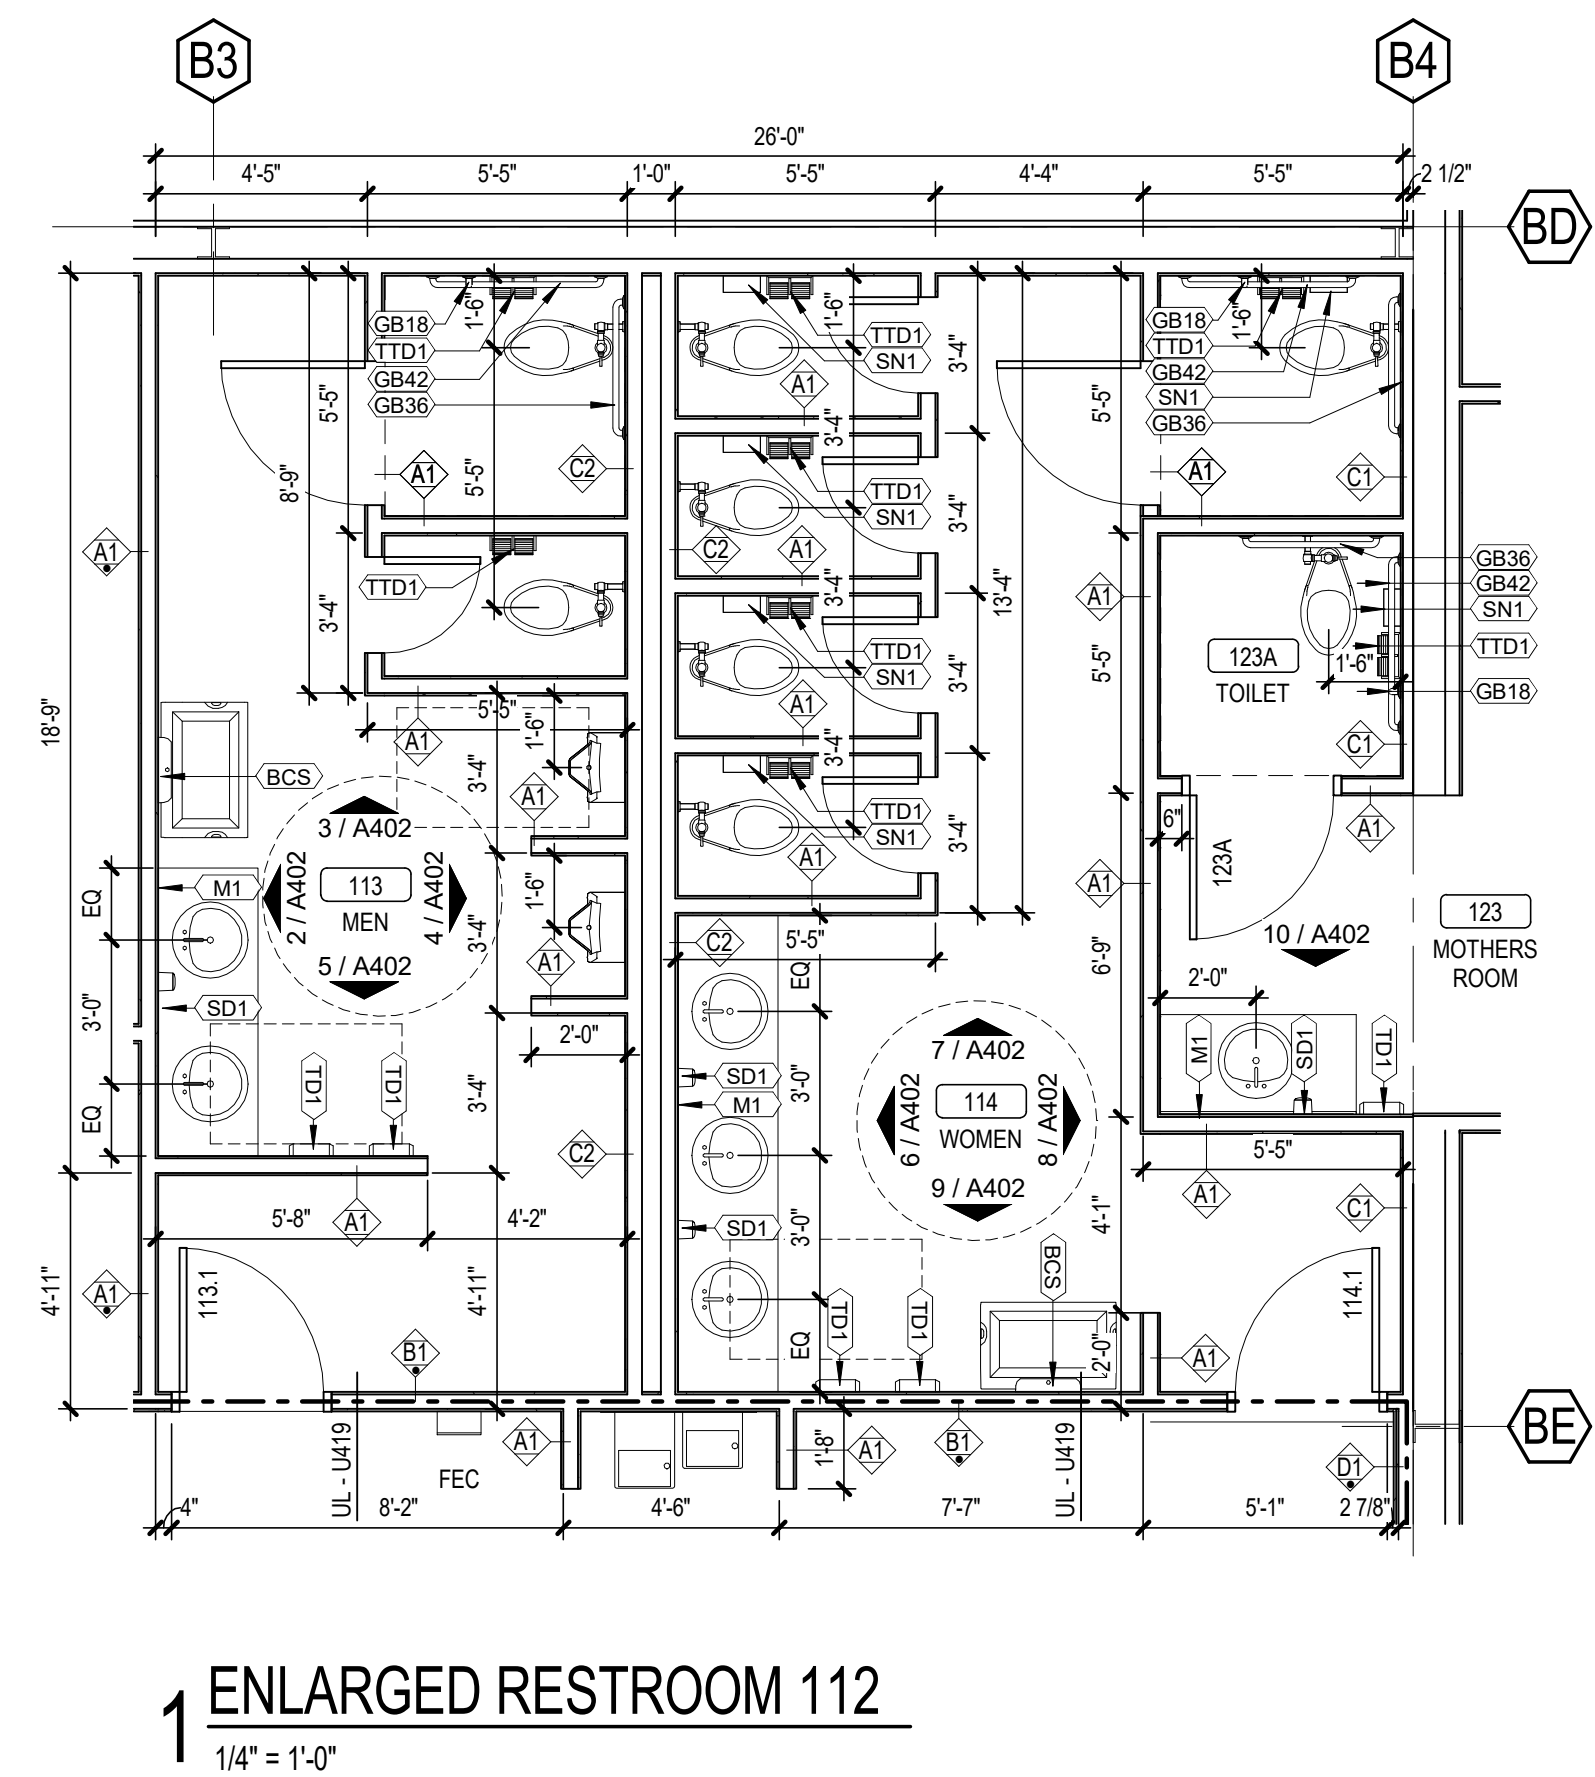 B3
B4
26'-0"
4'-5"
5'-5"
1'-0"
5'-5"
4'-4"
5'-5"
2 1/2"
BD
GB18
TTD1
GB42
GB36
1'-6"
5'-5"
8'-9"
5'-5"
A1
C2
TTD1
SN1
1'-6"
3'-4"
A1
3'-4"
GB18
TTD1
GB42
SN1
GB36
1'-6"
5'-5"
A1
C1
A1
TTD1
3'-4"
TTD1
SN1
3'-4"
C2
A1
3'-4"
13'-4"
TTD1
SN1
3'-4"
A1
3'-4"
TTD1
SN1
3'-4"
A1
A1
5'-5"
123A
TOILET
1'-6"
GB36
GB42
SN1
TTD1
GB18
C1
18'-9"
5'-5"
A1
1'-6"
3'-4"
A1
BCS
3 / A402
2 / A402
113
MEN
4 / A402
5 / A402
M1
EQ
3'-0"
EQ
SD1
TD1
TD1
1'-6"
3'-4"
A1
2'-0"
3'-4"
C2
C2
5'-5"
EQ
SD1
M1
3'-0"
SD1
3'-0"
EQ
TD1
TD1
7 / A402
6 / A402
114
WOMEN
8 / A402
9 / A402
BCS
2'-0"
A1
6'-9"
6"
123A
A1
10 / A402
123
MOTHERS
ROOM
2'-0"
M1
SD1
TD1
5'-5"
A1
C1
4'-1"
114.1
A1
5'-8"
A1
4'-2"
4'-11"
A1
113.1
4'-11"
B1
UL - U419
FEC
A1
A1
1'-8"
B1
UL - U419
D1
BE
4"
8'-2"
4'-6"
7'-7"
5'-1"
2 7/8"
1
ENLARGED RESTROOM 112
1/4" = 1'-0"